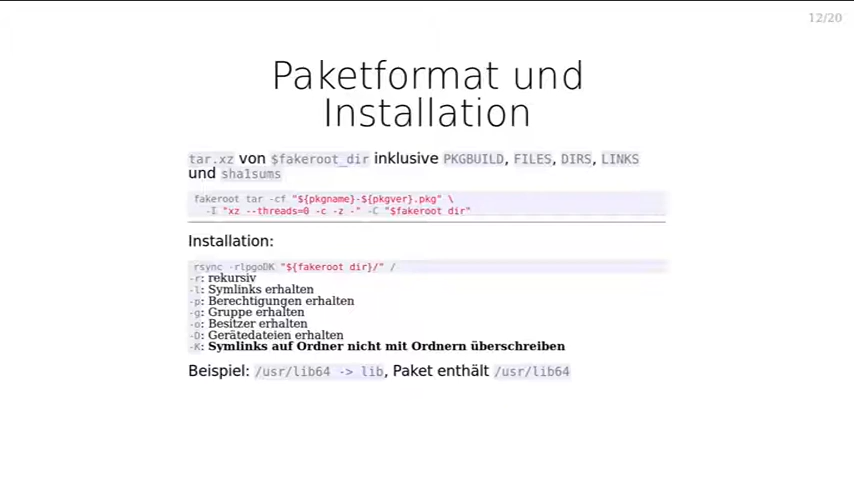 12/20
Paketformat und
Installation
tar.xz von $fakeroot_dir inklusive PKGBUILD, FILES, DIRS, LINKS
und sha1sums
fakeroot tar -cf "${pkgname}-${pkgver}.pkg" \
-I "xz --threads=0 -c -z -" -C "$fakeroot_dir"
Installation:
rsync -rlpgoDK "${fakeroot_dir}/" /
-r: rekursiv
-l: Symlinks erhalten
-p: Berechtigungen erhalten
-g: Gruppe erhalten
-o: Besitzer erhalten
-D: Gerätedateien erhalten
-K: Symlinks auf Ordner nicht mit Ordnern überschreiben
Beispiel: /usr/lib64 -> lib, Paket enthält /usr/lib64